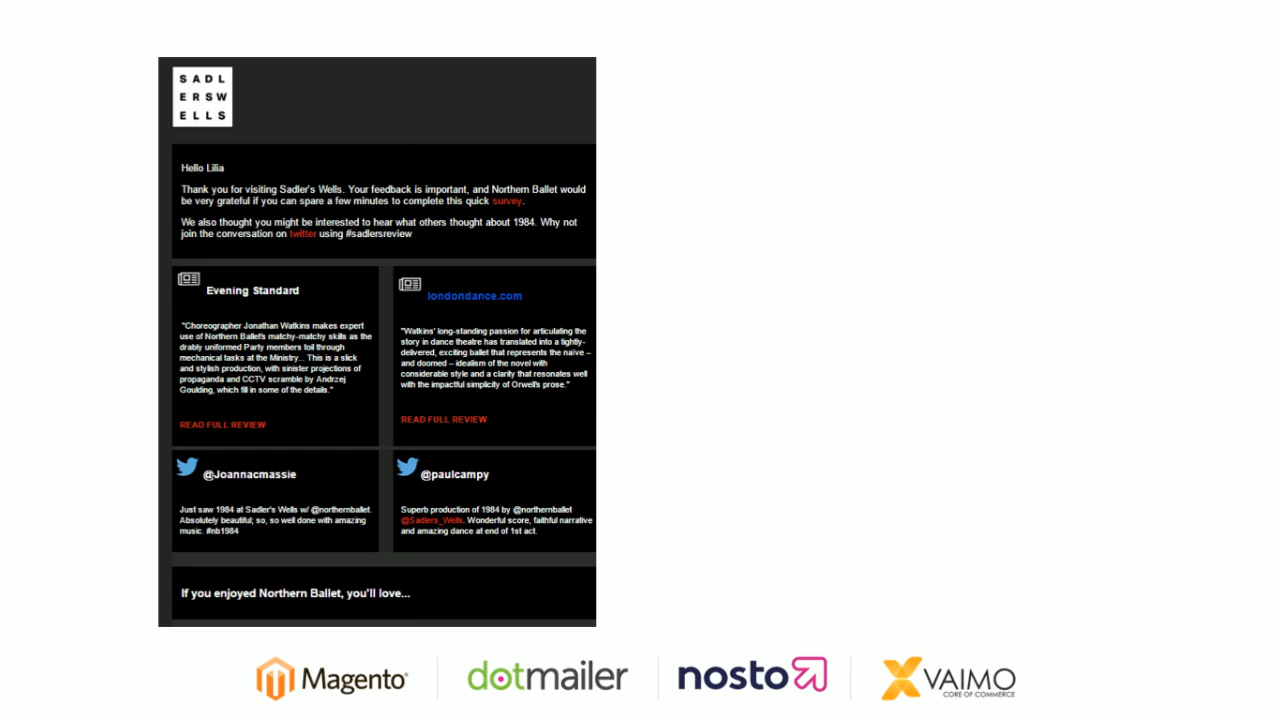 SADL
ERSW
ELLS
Hello Lilia
Thank you for visiting Sadler's Wells. Your feedback is important, and Northern Ballet would
be very grateful if you can spare a few minutes to complete this quick survey.
We also thought you might be interested to hear what others thought about 1984. Why not
join the conversation on twitter using #sadlersreview
Evening Standard
"Choreographer Jonathan Watkins makes expert
use of Northern Ballet's matchy-matchy skills as the
drably uniformed Party members toil through
mechanical tasks at the Ministry... This is a slick
and stylish production, with sinister projections of
propaganda and CCTV scramble by Andrzej
Goulding, which fill in some of the details."
READ FULL REVIEW
londondance.com
"Watkins' long-standing passion for articulating the
story in dance theatre has translated into a tightly-
delivered, exciting ballet that represents the naive –
and doomed – idealism of the novel with
considerable style and a clarity that resonates well
with the impactful simplicity of Orwell's prose."
READ FULL REVIEW
@Joannacmassie
Just saw 1984 at Sadler's Wells w/ @northernballet.
Absolutely beautiful; so, so well done with amazing
music. #nb1984
@paulcampy
Superb production of 1984 by @northernballet
@Sadlers_Wells. Wonderful score, faithful narrative
and amazing dance at end of 1st act.
If you enjoyed Northern Ballet, you'll love...
Magento
dotmailer
nosto
VAIMO
CORE OF COMMERCE